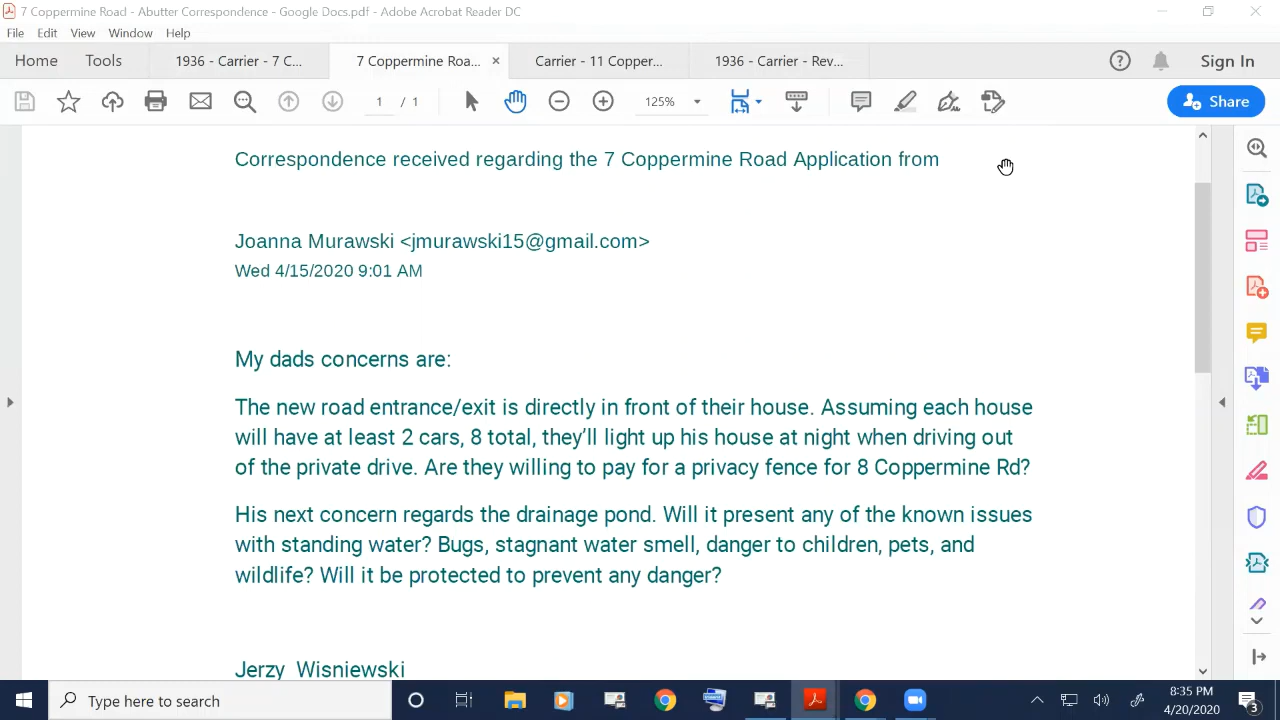 7 Coppermine Road - Abutter Correspondence - Google Docs.pdf - Adobe Acrobat Reader DC
File Edit View Window Help
Home Tools 1936 - Carrier - 7 C... 7 Coppermine Roa... × Carrier - 11 Copper... 1936 - Carrier - Rev... Sign In
1 / 1 125% Share
Correspondence received regarding the 7 Coppermine Road Application from
Joanna Murawski <jmurawski15@gmail.com>
Wed 4/15/2020 9:01 AM
My dads concerns are:
The new road entrance/exit is directly in front of their house. Assuming each house
will have at least 2 cars, 8 total, they’ll light up his house at night when driving out
of the private drive. Are they willing to pay for a privacy fence for 8 Coppermine Rd?
His next concern regards the drainage pond. Will it present any of the known issues
with standing water? Bugs, stagnant water smell, danger to children, pets, and
wildlife? Will it be protected to prevent any danger?
Jerzy Wisniewski
Type here to search
8:35 PM
4/20/2020
3